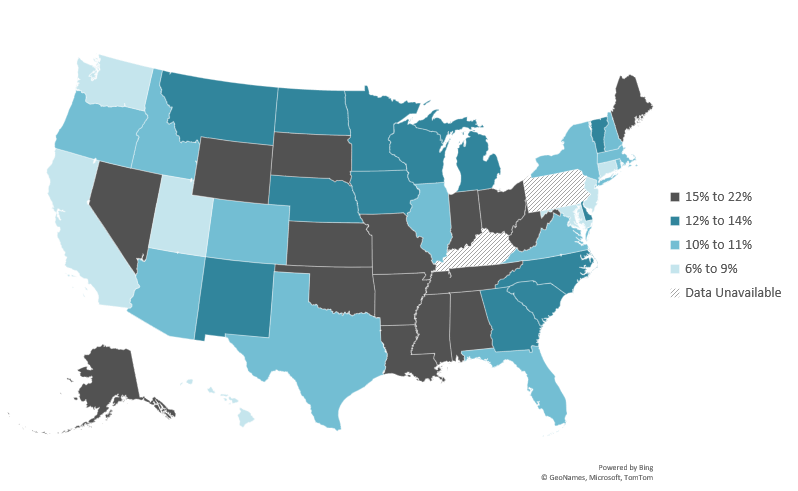 15% to 22%
12% to 14%
10% to 11%
6% to 9%
Data Unavailable
Powered by Bing
© GeoNames, Microsoft, TomTom